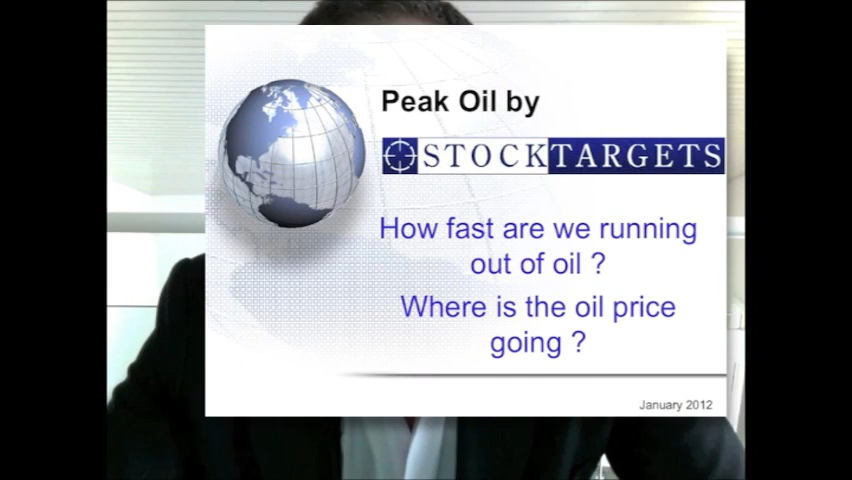 Peak Oil by
STOCKTARGETS
How fast are we running
out of oil ?
Where is the oil price
going ?
January 2012